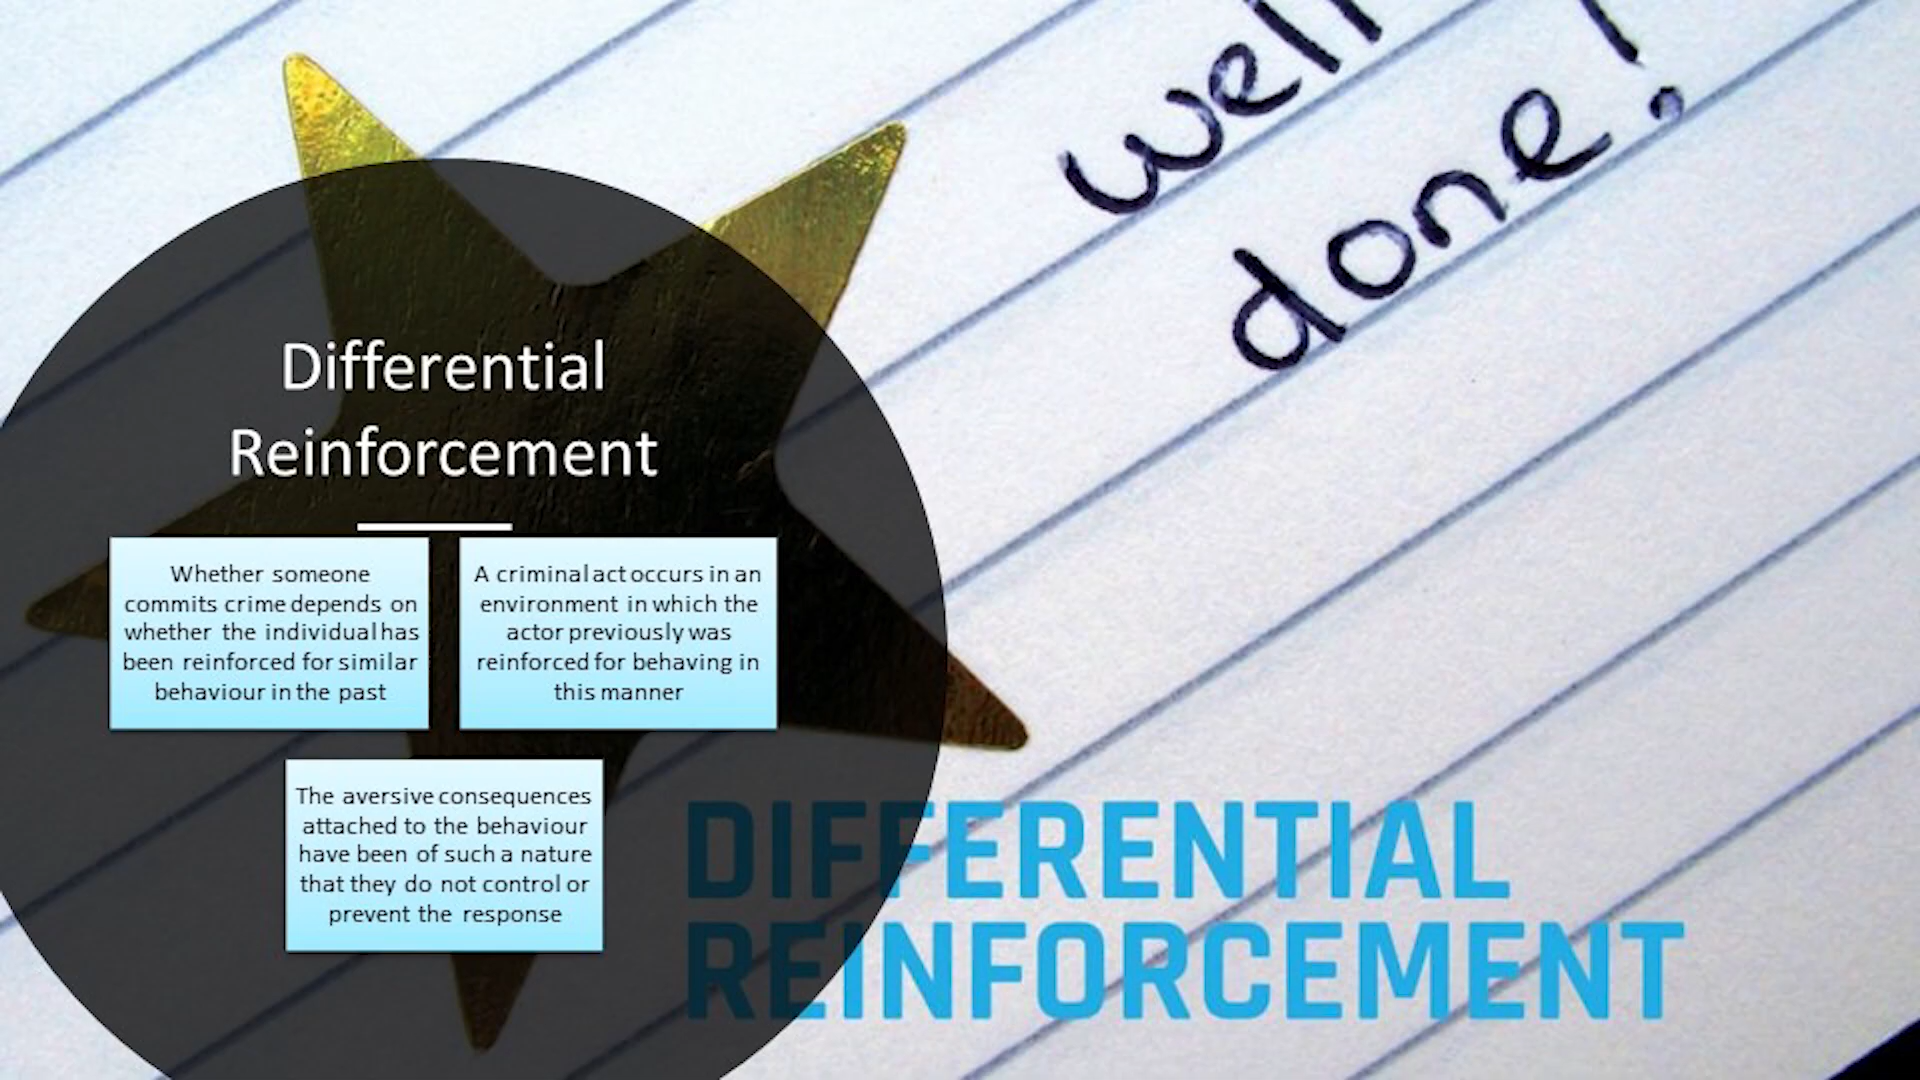 well
done!
Differential
Reinforcement
Whether someone
commits crime depends on
whether the individual has
been reinforced for similar
behaviour in the past
A criminal act occurs in an
environment in which the
actor previously was
reinforced for behaving in
this manner
The aversive consequences
attached to the behaviour
have been of such a nature
that they do not control or
prevent the response
DIFFERENTIAL
REINFORCEMENT